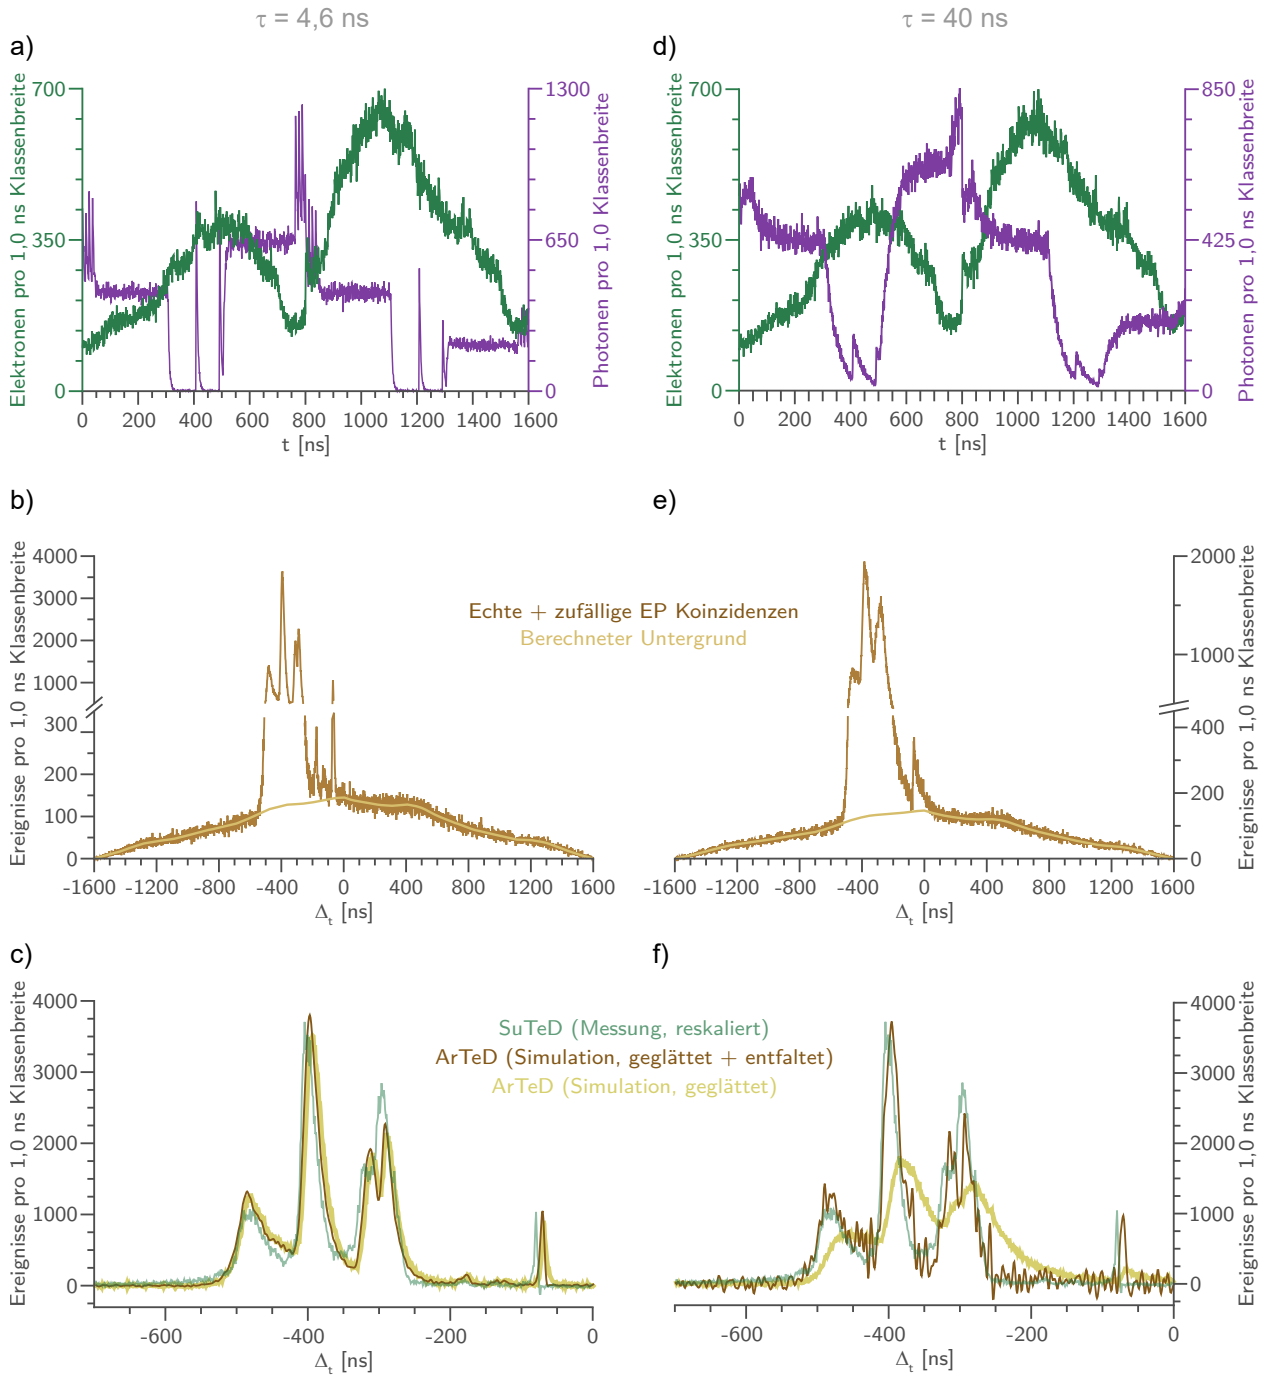 τ = 4,6 ns
τ = 40 ns
a)
Elektronen pro 1,0 ns Klassenbreite
700
350
0
1300
650
0
Photonen pro 1,0 ns Klassenbreite
0 200 400 600 800 1000 1200 1400 1600
t [ns]
d)
Elektronen pro 1,0 ns Klassenbreite
700
350
0
850
425
0
Photonen pro 1,0 ns Klassenbreite
0 200 400 600 800 1000 1200 1400 1600
t [ns]
b)
Ereignisse pro 1,0 ns Klassenbreite
4000
3000
2000
1000
300
200
100
0
-1600 -1200 -800 -400 0 400 800 1200 1600
Δt [ns]
Echte + zufällige EP Koinzidenzen
Berechneter Untergrund
e)
2000
1000
400
200
0
Ereignisse pro 1,0 ns Klassenbreite
-1600 -1200 -800 -400 0 400 800 1200 1600
Δt [ns]
c)
Ereignisse pro 1,0 ns Klassenbreite
4000
3000
2000
1000
0
-600 -400 -200 0
Δt [ns]
SuTeD (Messung, reskaliert)
ArTeD (Simulation, geglättet + entfaltet)
ArTeD (Simulation, geglättet)
f)
4000
3000
2000
1000
0
Ereignisse pro 1,0 ns Klassenbreite
-600 -400 -200 0
Δt [ns]